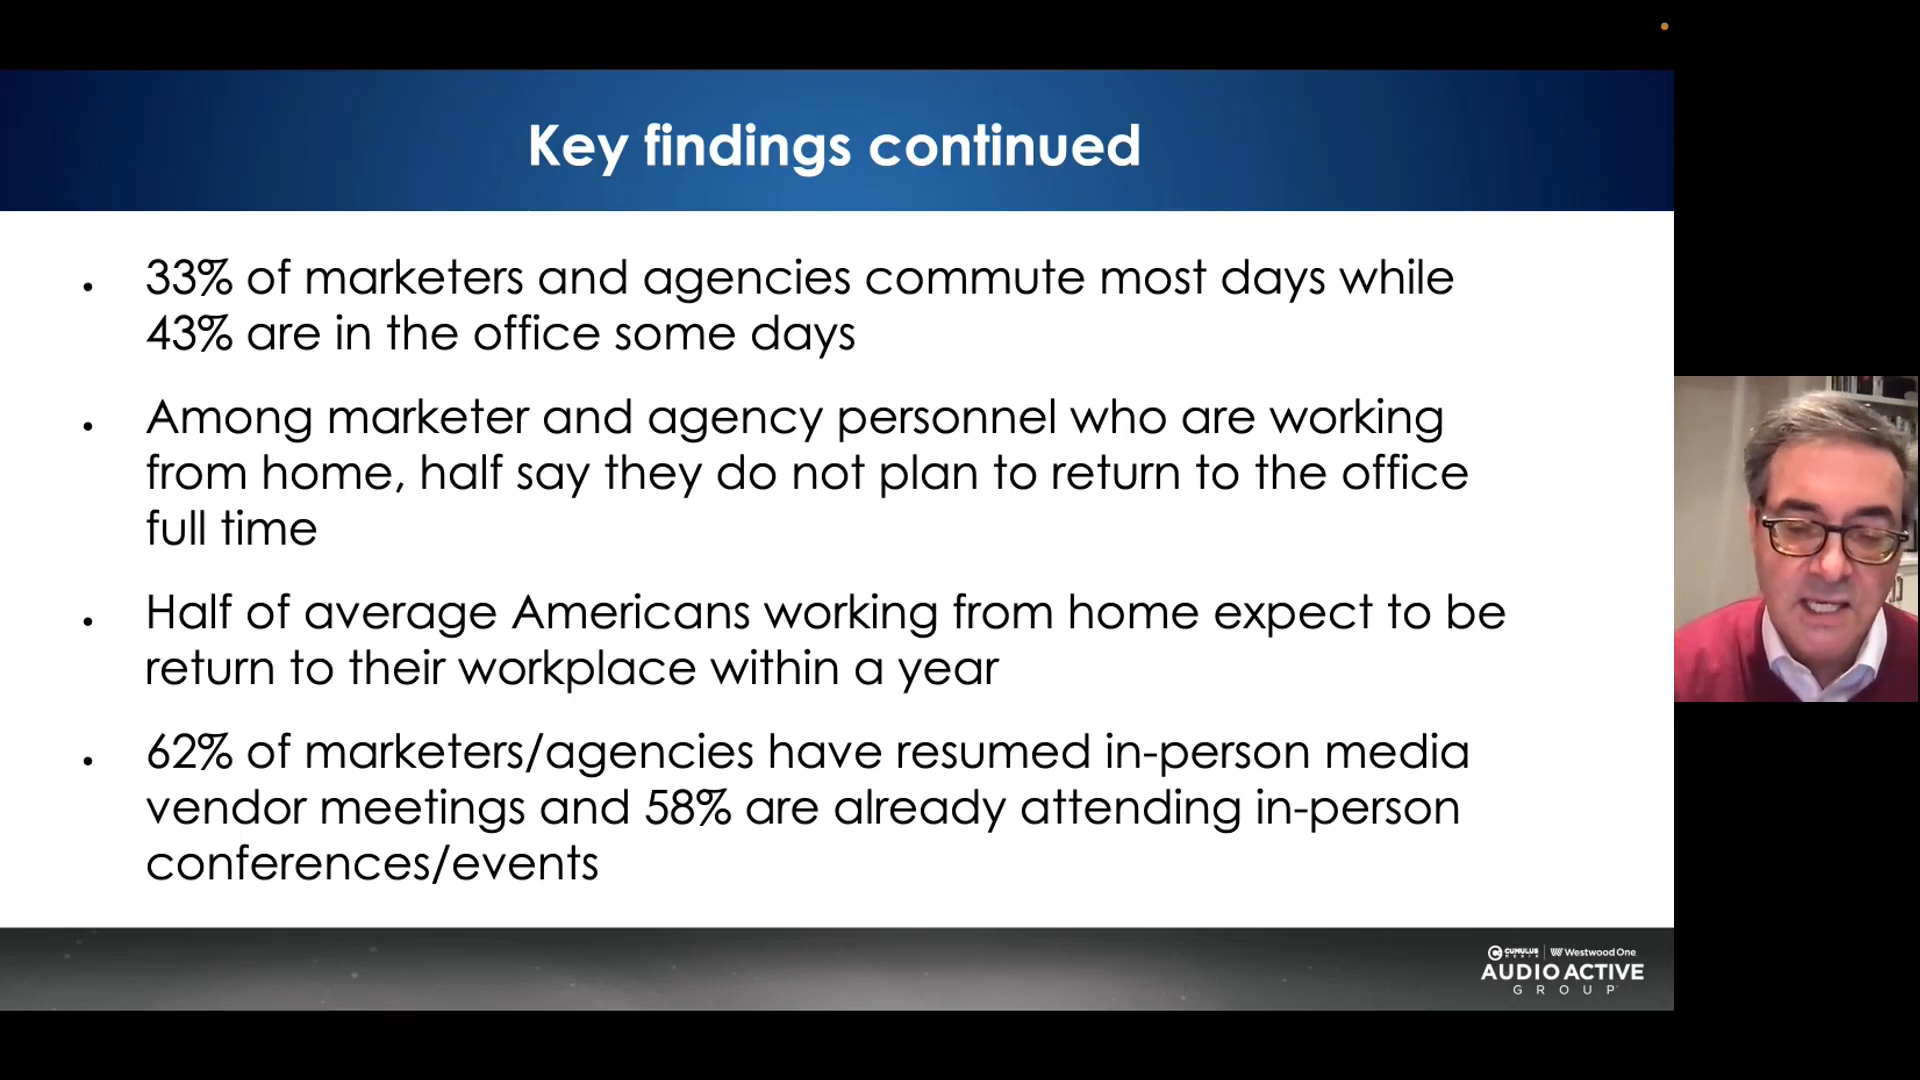 Key findings continued
• 33% of marketers and agencies commute most days while
43% are in the office some days
• Among marketer and agency personnel who are working
from home, half say they do not plan to return to the office
full time
• Half of average Americans working from home expect to be
return to their workplace within a year
• 62% of marketers/agencies have resumed in-person media
vendor meetings and 58% are already attending in-person
conferences/events
CUMULUS MEDIA | Westwood One
AUDIO ACTIVE
GROUP